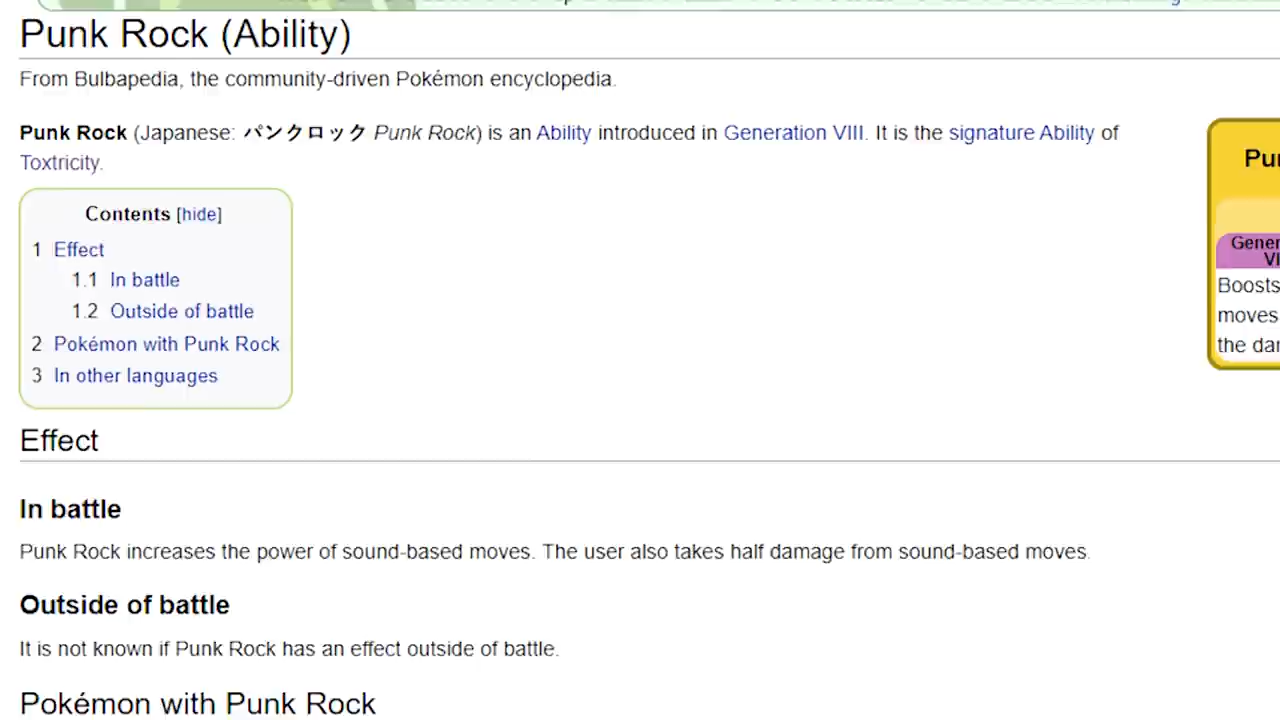 Punk Rock (Ability)
From Bulbapedia, the community-driven Pokémon encyclopedia.
Punk Rock (Japanese: パンクロック Punk Rock) is an Ability introduced in Generation VIII. It is the signature Ability of
Toxtricity.
Contents [hide]
1 Effect
1.1 In battle
1.2 Outside of battle
2 Pokémon with Punk Rock
3 In other languages
Pu
Gener
VI
Boosts
moves
the da
Effect
In battle
Punk Rock increases the power of sound-based moves. The user also takes half damage from sound-based moves.
Outside of battle
It is not known if Punk Rock has an effect outside of battle.
Pokémon with Punk Rock